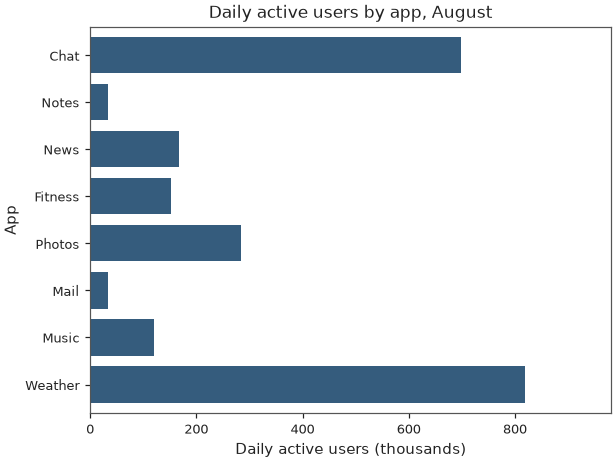 Daily active users by app, August
App
Chat
Notes
News
Fitness
Photos
Mail
Music
Weather
0 200 400 600 800
Daily active users (thousands)